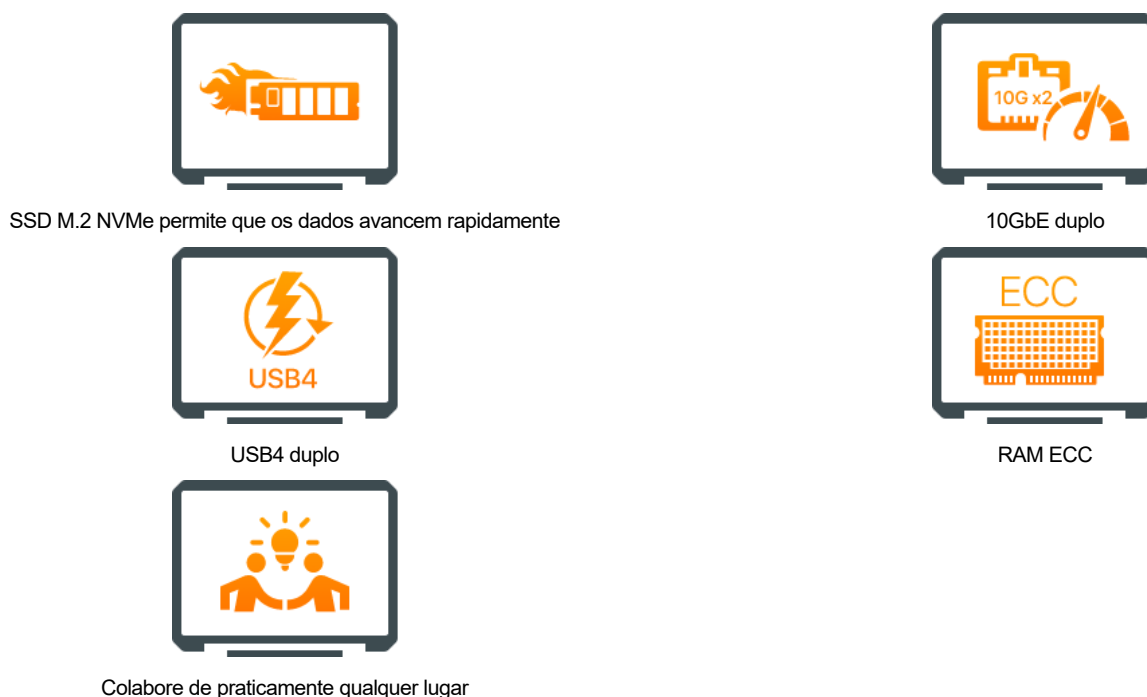 10G x2
SSD M.2 NVMe permite que os dados avancem rapidamente
10GbE duplo
USB4
ECC
USB4 duplo
RAM ECC
Colabore de praticamente qualquer lugar